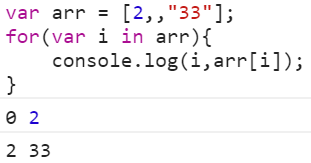 var arr = [2,,"33"];
for(var i in arr){
    console.log(i,arr[i]);
}
0 2
2 33